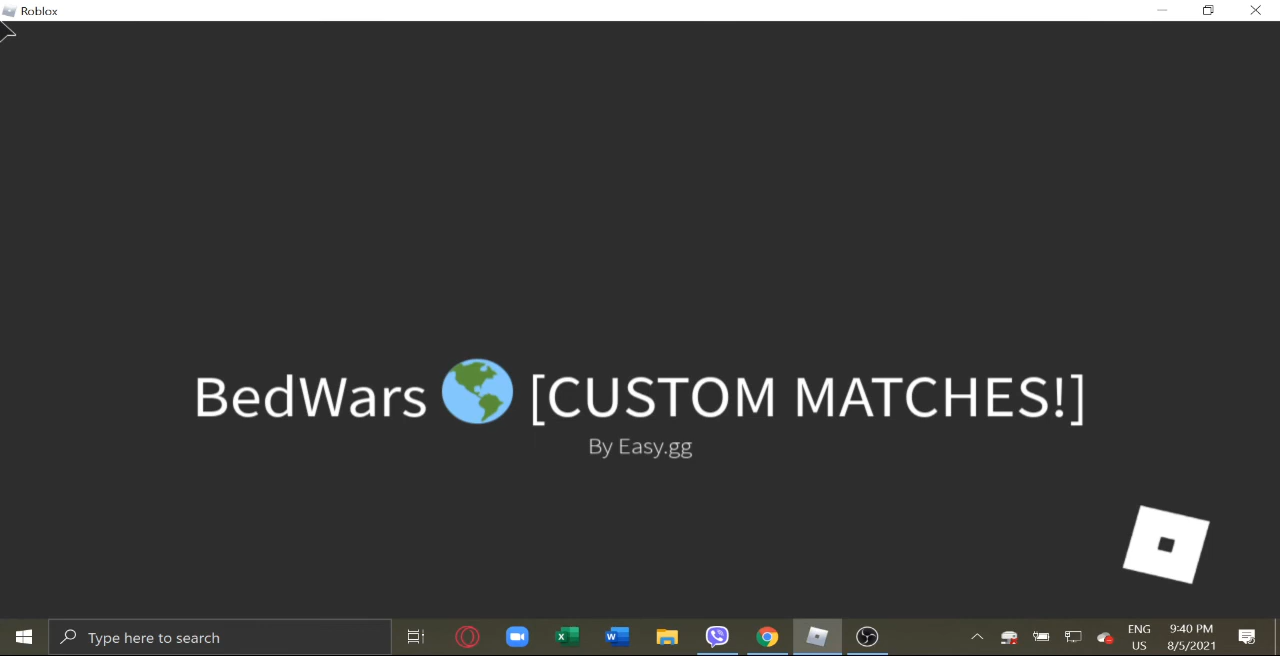 Roblox
BedWars 🌎 [CUSTOM MATCHES!]
By Easy.gg
Type here to search
ENG
US
9:40 PM
8/5/2021